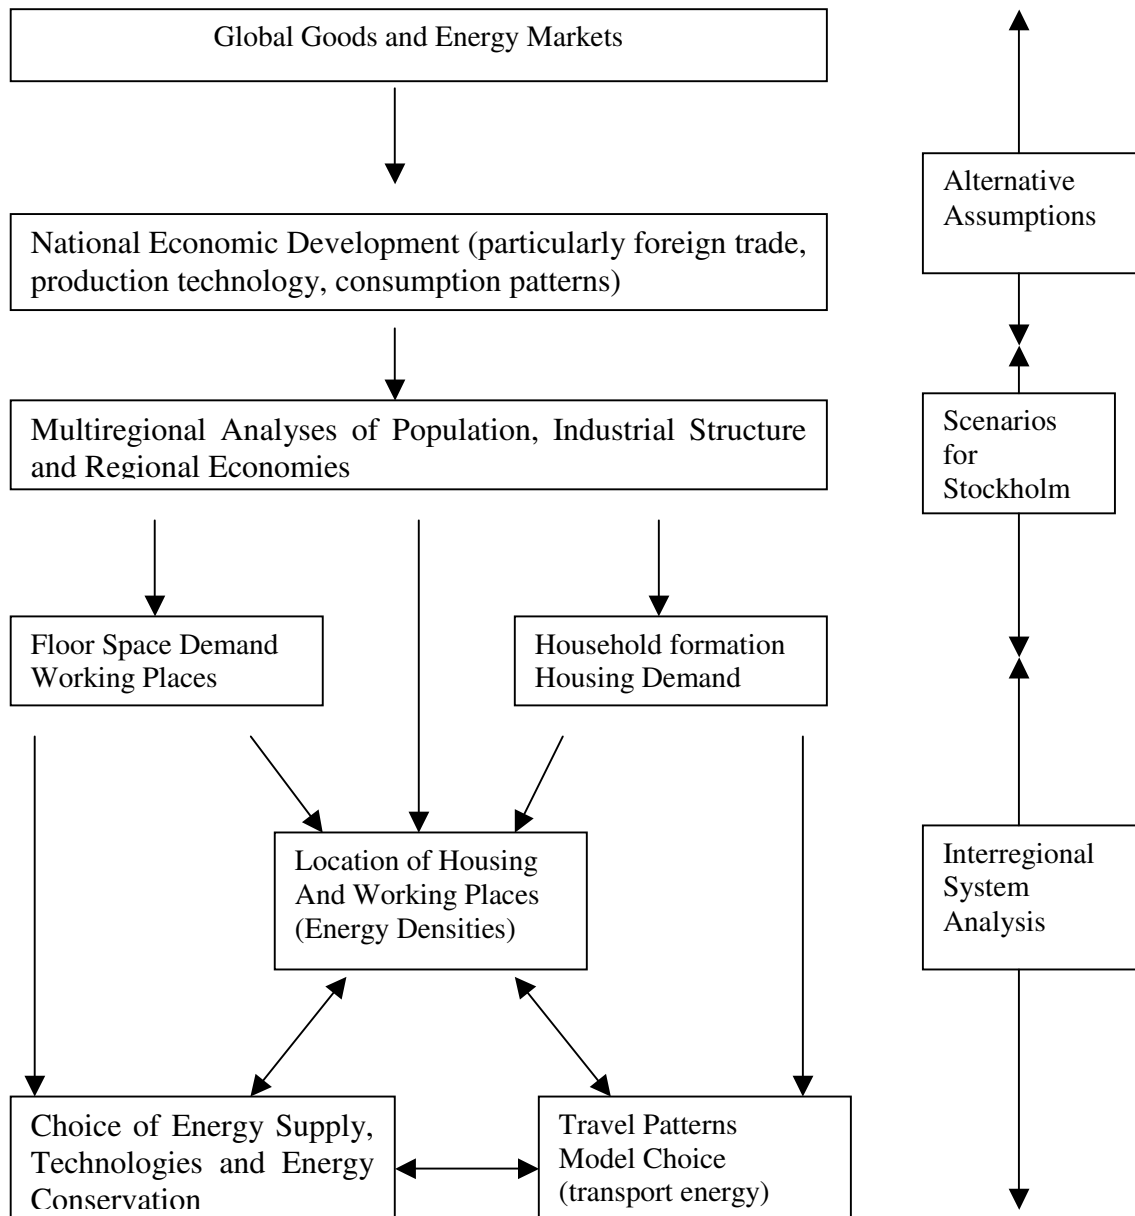 Global Goods and Energy Markets
Alternative
Assumptions
National Economic Development (particularly foreign trade,
production technology, consumption patterns)
Multiregional Analyses of Population, Industrial Structure
and Regional Economies
Scenarios
for
Stockholm
Floor Space Demand
Working Places
Household formation
Housing Demand
Location of Housing
And Working Places
(Energy Densities)
Interregional
System
Analysis
Choice of Energy Supply,
Technologies and Energy
Conservation
Travel Patterns
Model Choice
(transport energy)